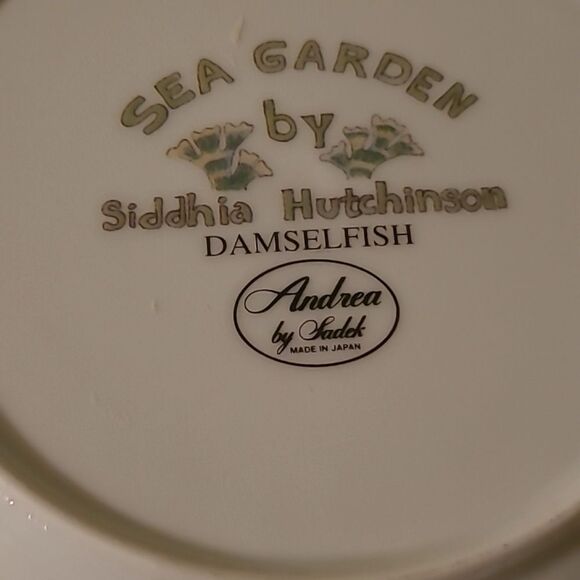 SEA GARDEN
by
Siddhia Hutchinson
DAMSELFISH
Andrea
by Sadek
MADE IN JAPAN